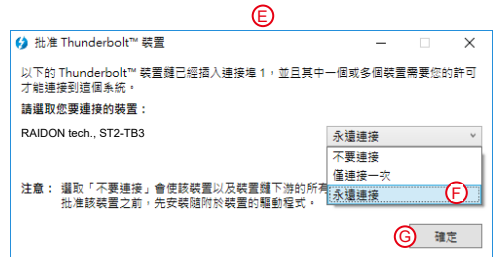 E
批准 Thunderbolt™ 裝置
以下的 Thunderbolt™ 裝置鏈已經插入連接埠 1，並且其中一個或多個裝置需要您的許可
才能連接到這個系統。
請選取您要連接的裝置：
RAIDON tech., ST2-TB3
永遠連接
不要連接
僅連接一次
永遠連接
F
注意： 選取「不要連接」會使該裝置以及裝置鏈下游的所有
批准該裝置之前，先安裝隨附於裝置的驅動程式。
G
確定